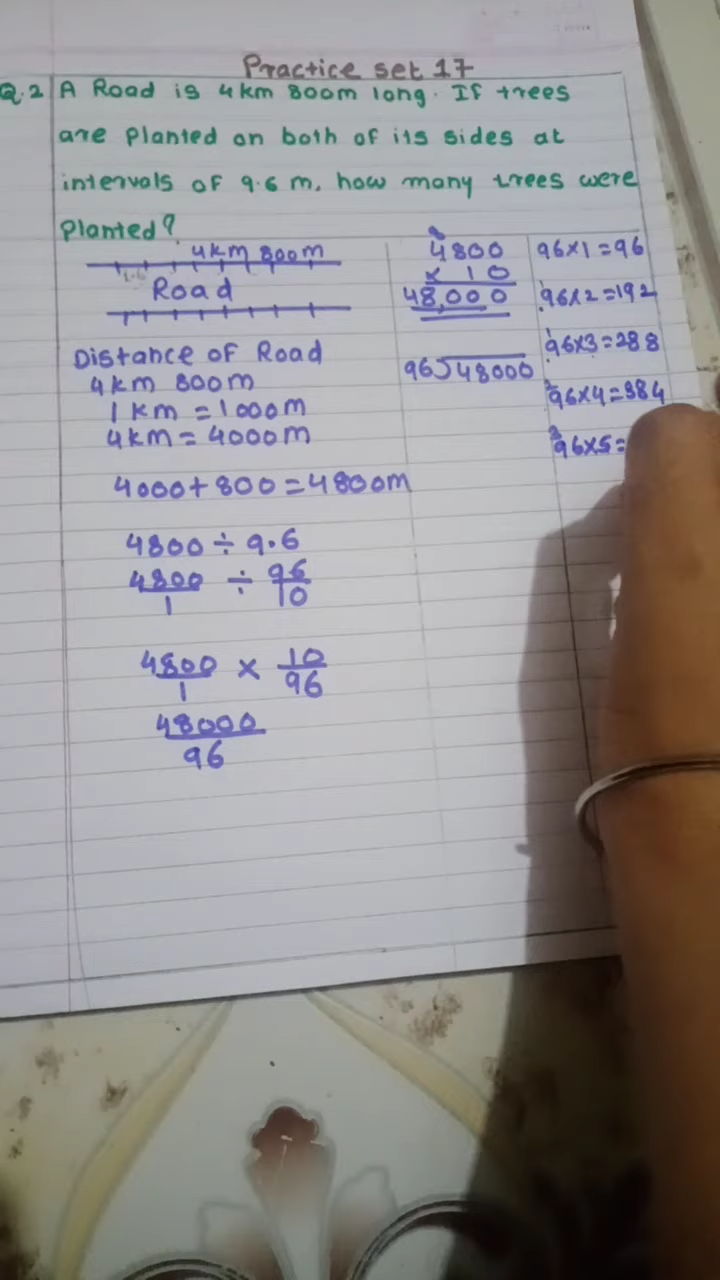 Practice set 17
Q.2 A Road is 4km 800m long. If trees
are planted on both of its sides at
intervals of 9.6 m, how many trees were
planted?
4km 800m
Road
Distance of Road
4km 800m
1 km = 1000m
4km = 4000m
4000 + 800 = 4800m
4800 ÷ 9.6
4800/1 ÷ 96/10
4800/1 × 10/96
48000/96
4800
× 10
48,000
96)48000
96×1=96
96×2=192
96×3=288
96×4=384
96×5=